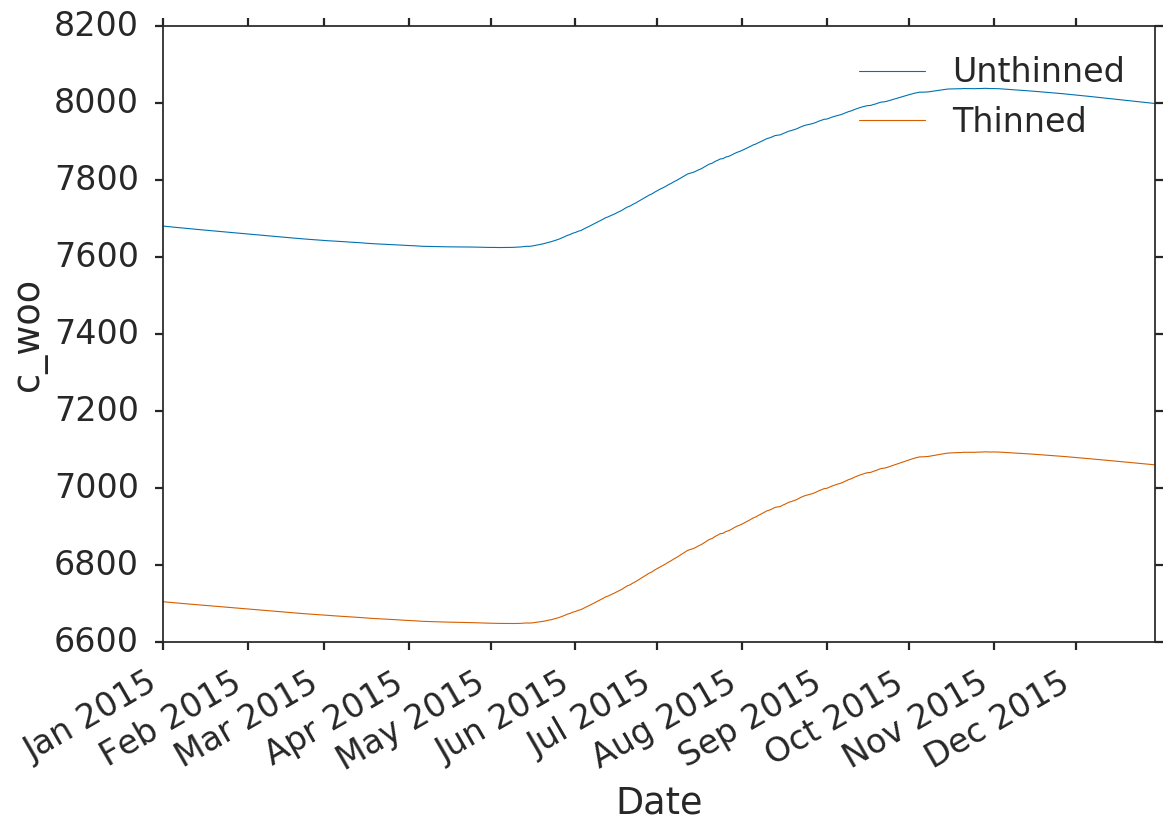 8200
8000
7800
7600
7400
7200
7000
6800
6600
c_woo
Unthinned
Thinned
Jan 2015
Feb 2015
Mar 2015
Apr 2015
May 2015
Jun 2015
Jul 2015
Aug 2015
Sep 2015
Oct 2015
Nov 2015
Dec 2015
Date